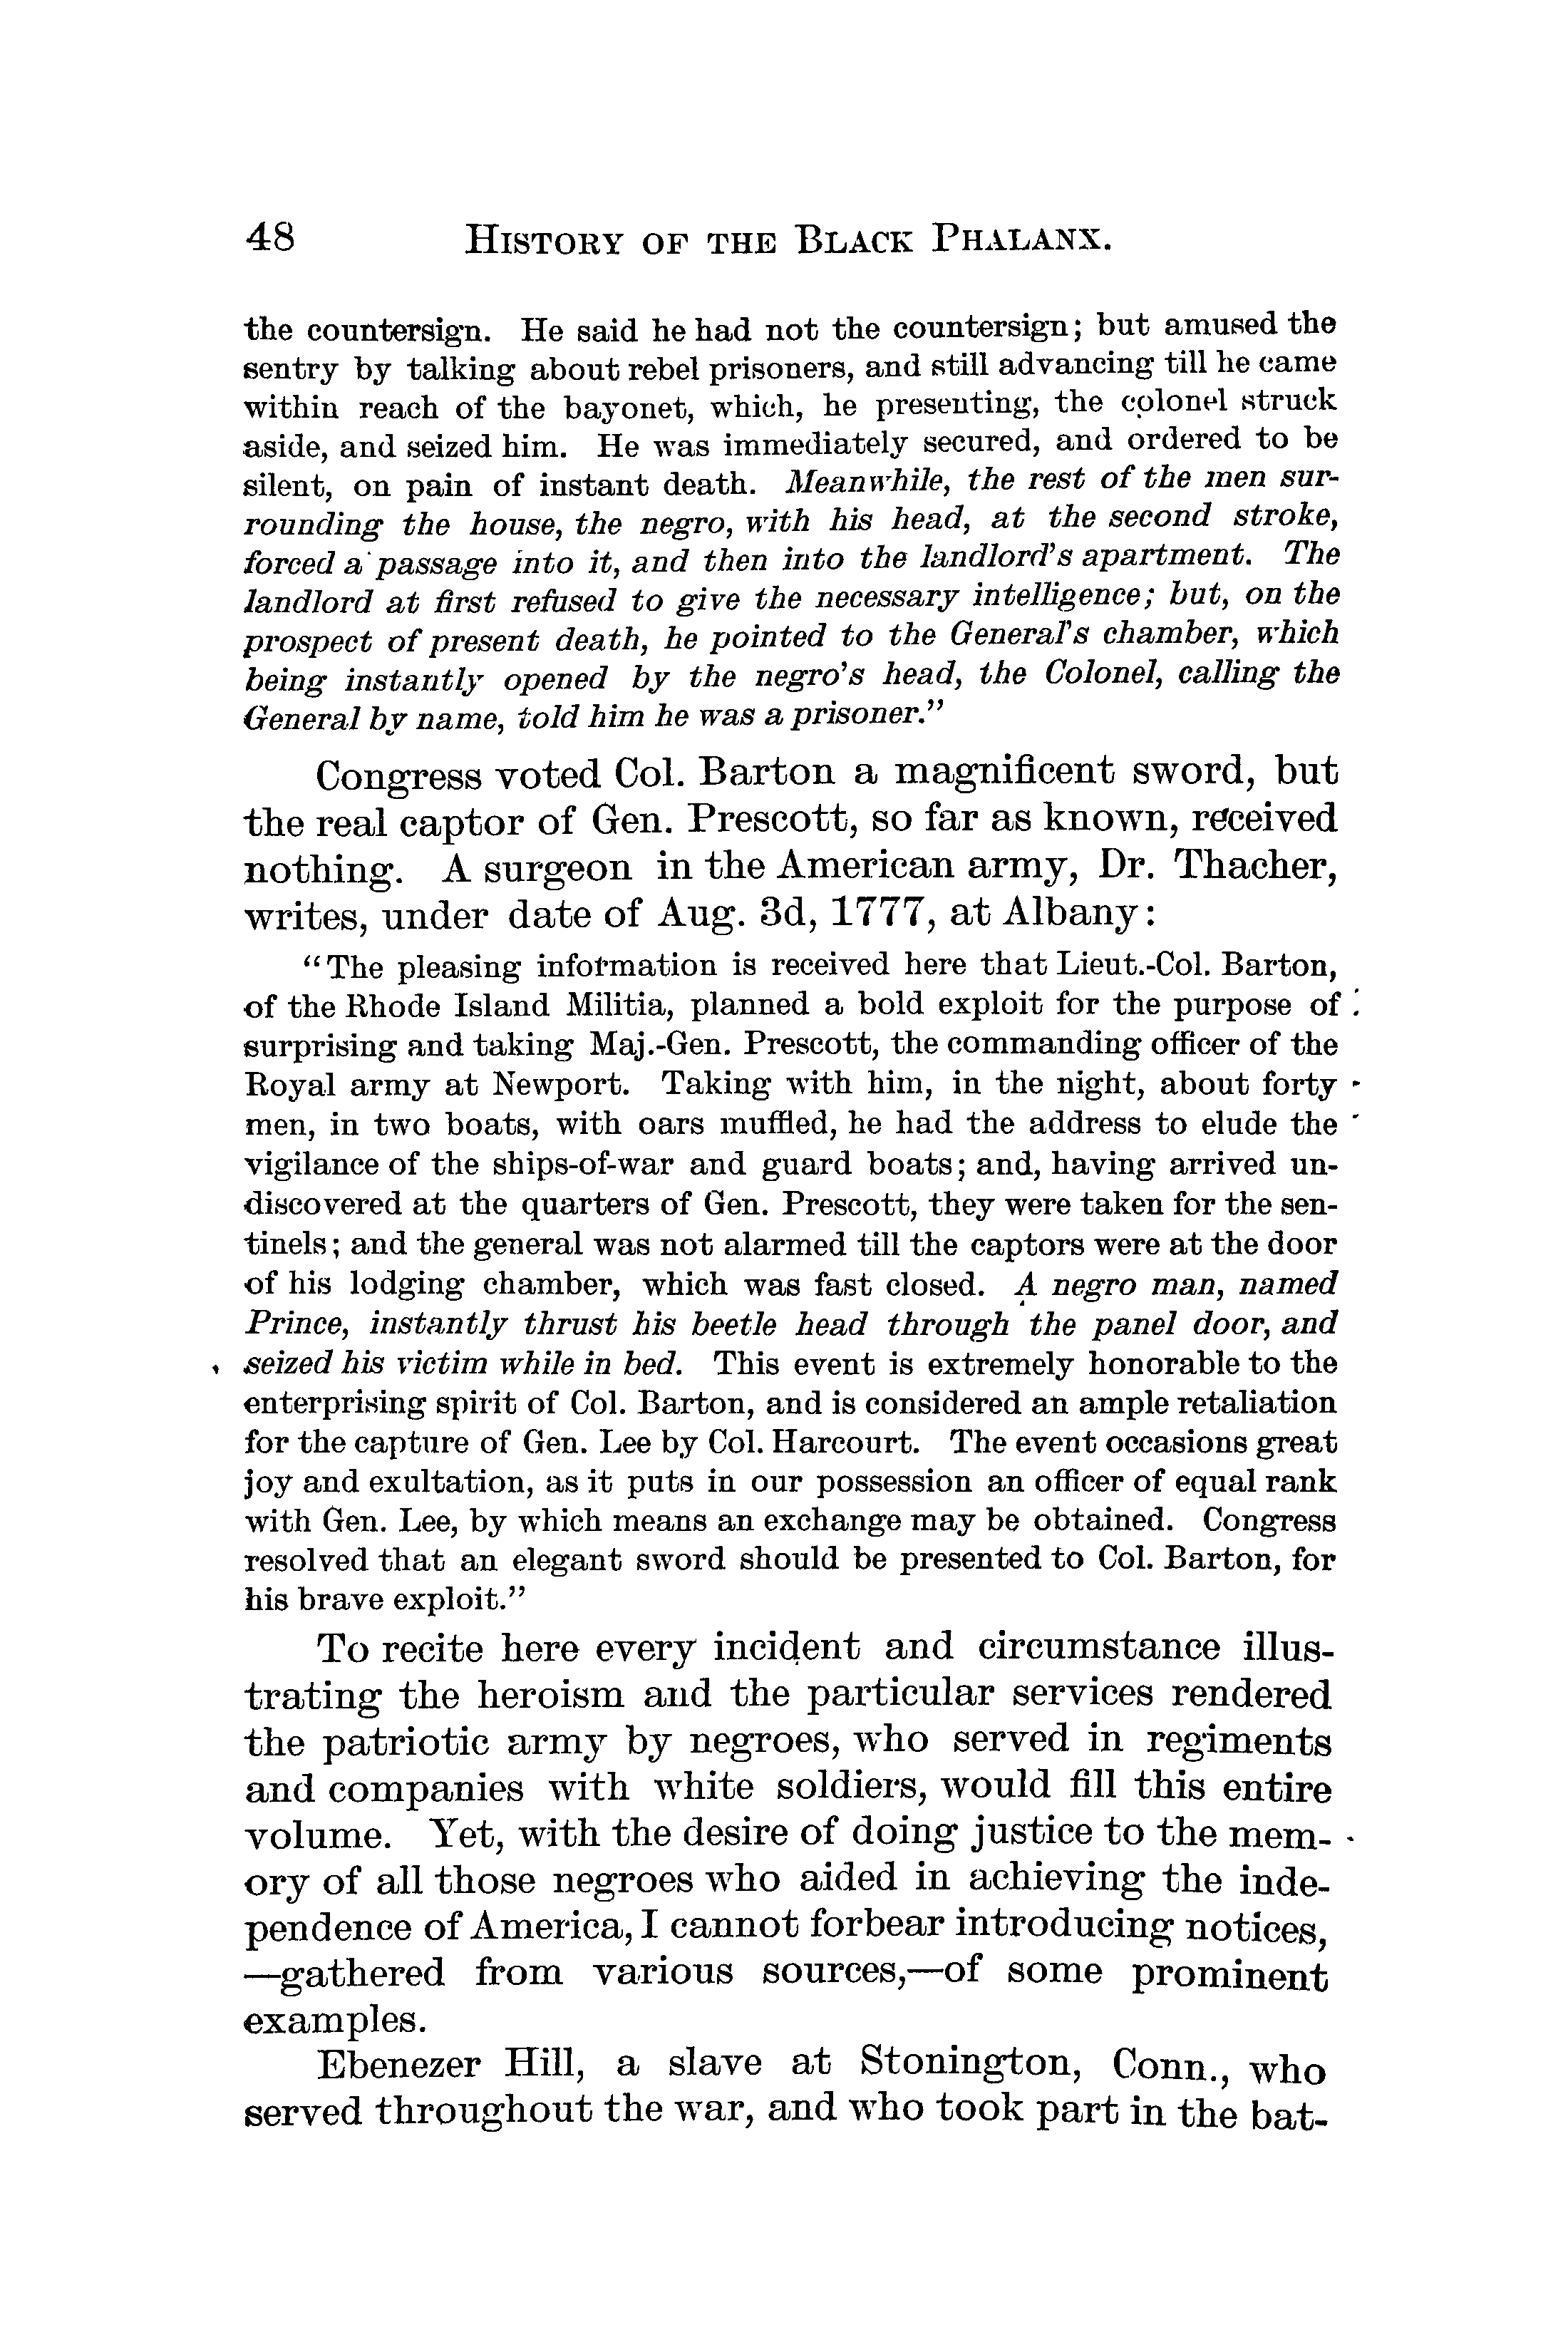 48 HISTORY OF THE BLACK PHALANX.
the countersign. He said he had not the countersign; but amused the
sentry by talking about rebel prisoners, and still advancing till he came
within reach of the bayonet, which, he presenting, the colonel struck
aside, and seized him. He was immediately secured, and ordered to be
silent, on pain of instant death. Meanwhile, the rest of the men sur-
rounding the house, the negro, with his head, at the second stroke,
forced a passage into it, and then into the landlord's apartment. The
landlord at first refused to give the necessary intelligence; but, on the
prospect of present death, he pointed to the General's chamber, which
being instantly opened by the negro's head, the Colonel, calling the
General by name, told him he was a prisoner."
Congress voted Col. Barton a magnificent sword, but
the real captor of Gen. Prescott, so far as known, received
nothing. A surgeon in the American army, Dr. Thacher,
writes, under date of Aug. 3d, 1777, at Albany:
"The pleasing information is received here that Lieut.-Col. Barton,
of the Rhode Island Militia, planned a bold exploit for the purpose of
surprising and taking Maj.-Gen. Prescott, the commanding officer of the
Royal army at Newport. Taking with him, in the night, about forty
men, in two boats, with oars muffled, he had the address to elude the
vigilance of the ships-of-war and guard boats; and, having arrived un-
discovered at the quarters of Gen. Prescott, they were taken for the sen-
tinels; and the general was not alarmed till the captors were at the door
of his lodging chamber, which was fast closed. A negro man, named
Prince, instantly thrust his beetle head through the panel door, and
seized his victim while in bed. This event is extremely honorable to the
enterprising spirit of Col. Barton, and is considered an ample retaliation
for the capture of Gen. Lee by Col. Harcourt. The event occasions great
joy and exultation, as it puts in our possession an officer of equal rank
with Gen. Lee, by which means an exchange may be obtained. Congress
resolved that an elegant sword should be presented to Col. Barton, for
his brave exploit."
To recite here every incident and circumstance illus-
trating the heroism and the particular services rendered
the patriotic army by negroes, who served in regiments
and companies with white soldiers, would fill this entire
volume. Yet, with the desire of doing justice to the mem-
ory of all those negroes who aided in achieving the inde-
pendence of America, I cannot forbear introducing notices,
—gathered from various sources,—of some prominent
examples.
Ebenezer Hill, a slave at Stonington, Conn., who
served throughout the war, and who took part in the bat-